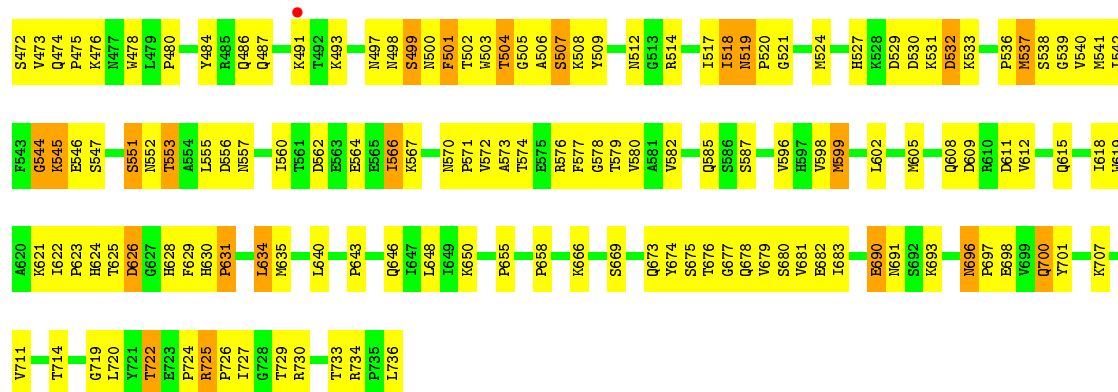 S472 V473 Q474 P475 K476 N477 W478 L479 P480 Y484 R485 Q486 Q487 K491 T492 K493 N497 N498 S499 N500 F501 T502 W503 T504 G505 A506 S507 K508 Y509 N512 G513 R514 I517 I518 N519 P520 G521 M524 H527 K528 D529 D530 K531 D532 K533 P536 M537 S538 G539 V540 M541 I542
F543 G544 K545 E546 S547 S551 N552 T553 A554 L555 D556 N557 I560 T561 D562 E563 E564 E565 I566 K567 N570 P571 V572 A573 T574 E575 R576 F577 G578 T579 V580 A581 V582 Q585 S586 S587 V596 H597 V598 M599 L602 M605 Q608 D609 R610 D611 V612 Q615 I618 W619
A620 K621 I622 P623 H624 T625 D626 G627 H628 F629 H630 P631 L634 M635 L640 P643 Q646 I647 L648 I649 K650 P655 P658 K666 S669 Q673 Y674 S675 T676 G677 Q678 V679 S680 V681 E682 I683 E690 N691 S692 K693 N696 P697 E698 V699 Q700 Y701 K707
V711 T714 G719 L720 Y721 T722 E723 P724 R725 P726 I727 G728 T729 R730 T733 R734 P735 L736